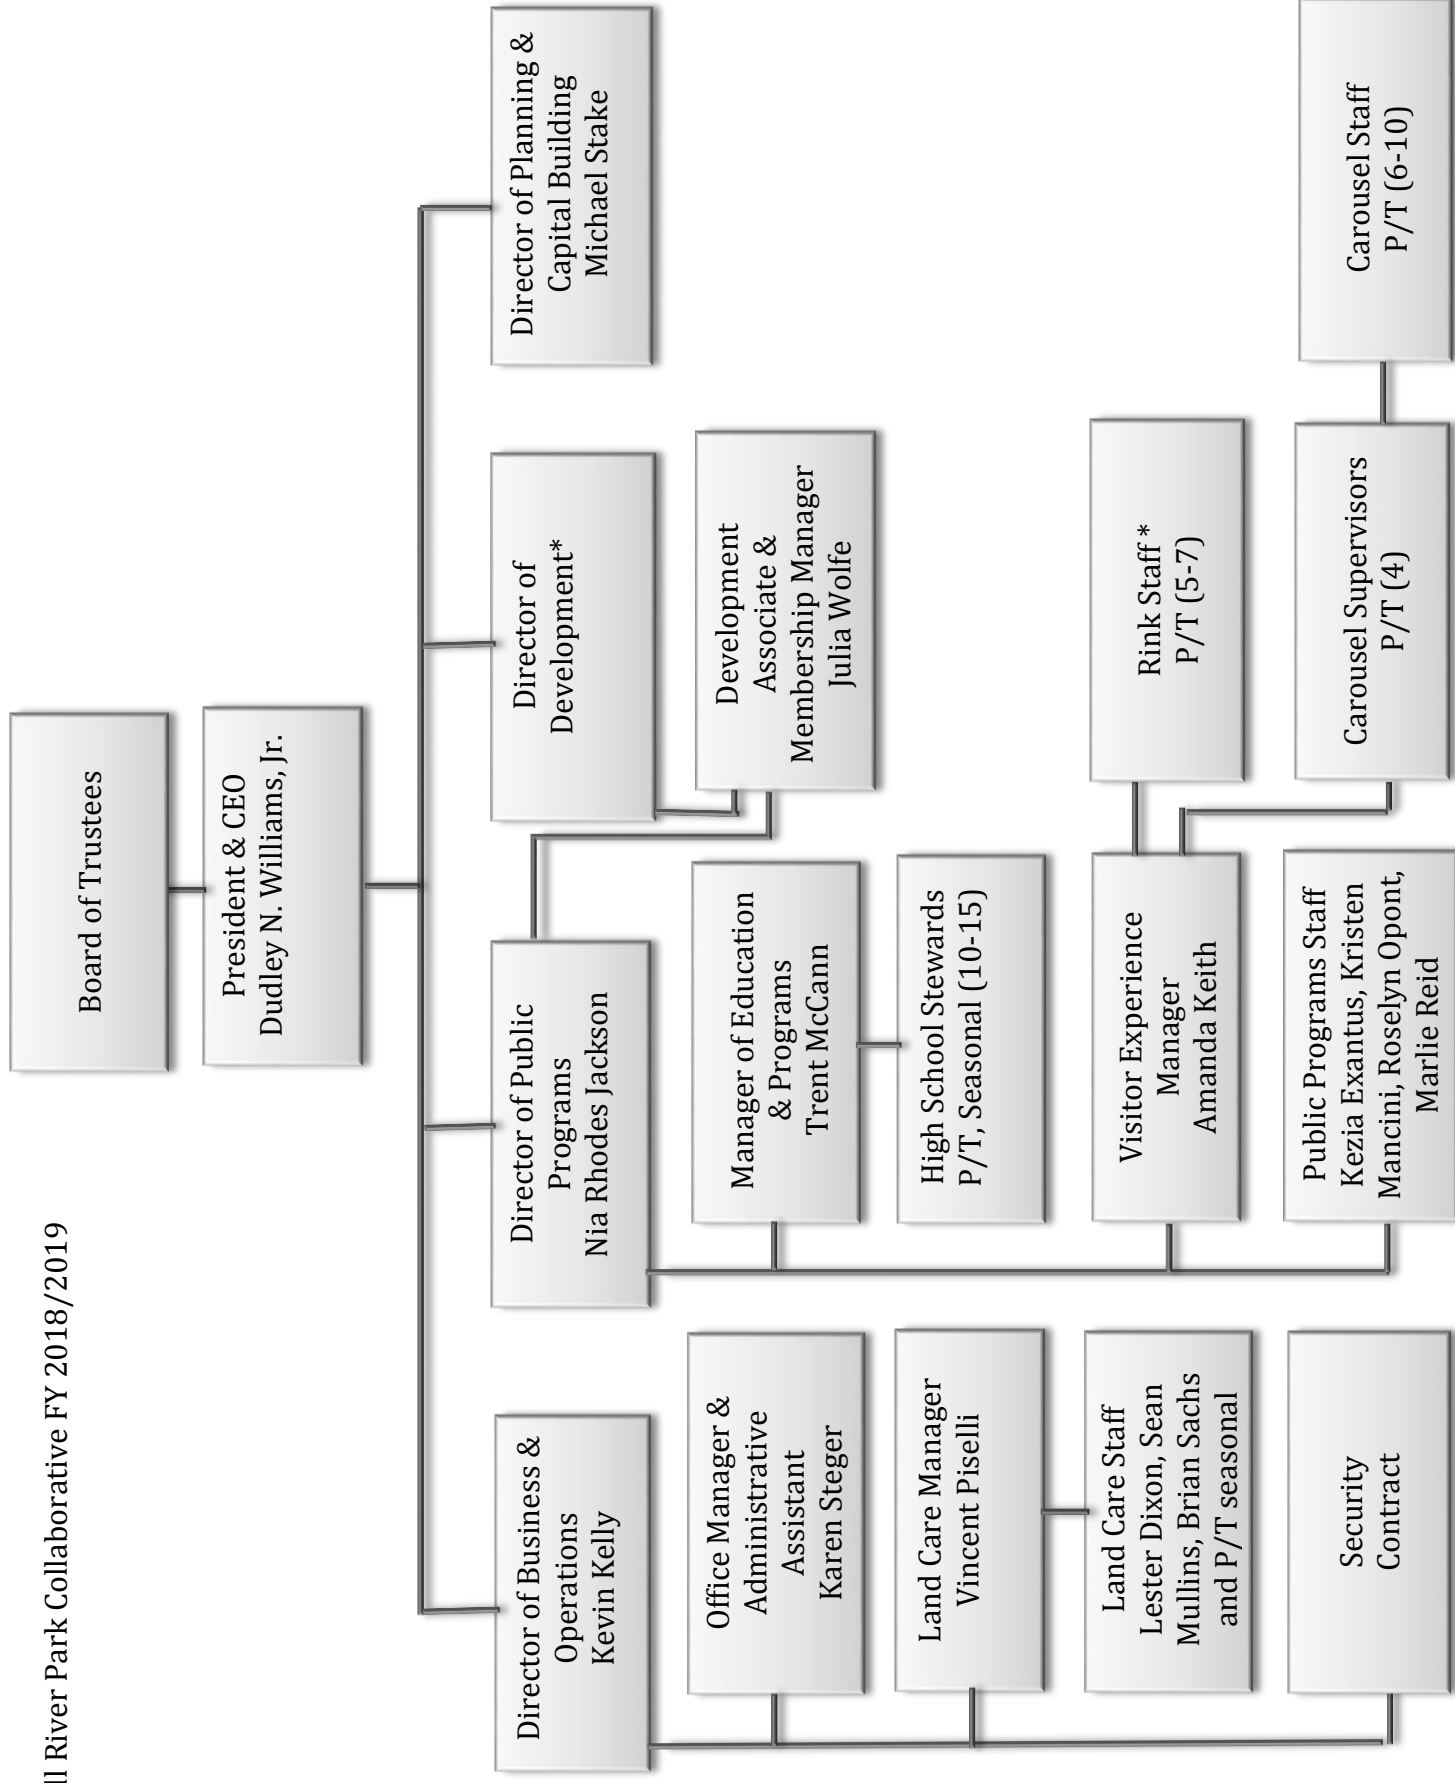 ll River Park Collaborative FY 2018/2019
Board of Trustees
President & CEO
Dudley N. Williams, Jr.
Director of Business &
Operations
Kevin Kelly
Director of Public
Programs
Nia Rhodes Jackson
Director of
Development*
Director of Planning &
Capital Building
Michael Stake
Office Manager &
Administrative
Assistant
Karen Steger
Manager of Education
& Programs
Trent McCann
Development
Associate &
Membership Manager
Julia Wolfe
Land Care Manager
Vincent Piselli
High School Stewards
P/T, Seasonal (10-15)
Land Care Staff
Lester Dixon, Sean
Mullins, Brian Sachs
and P/T seasonal
Visitor Experience
Manager
Amanda Keith
Rink Staff *
P/T (5-7)
Security
Contract
Public Programs Staff
Kezia Exantus, Kristen
Mancini, Roselyn Opont,
Marlie Reid
Carousel Supervisors
P/T (4)
Carousel Staff
P/T (6-10)